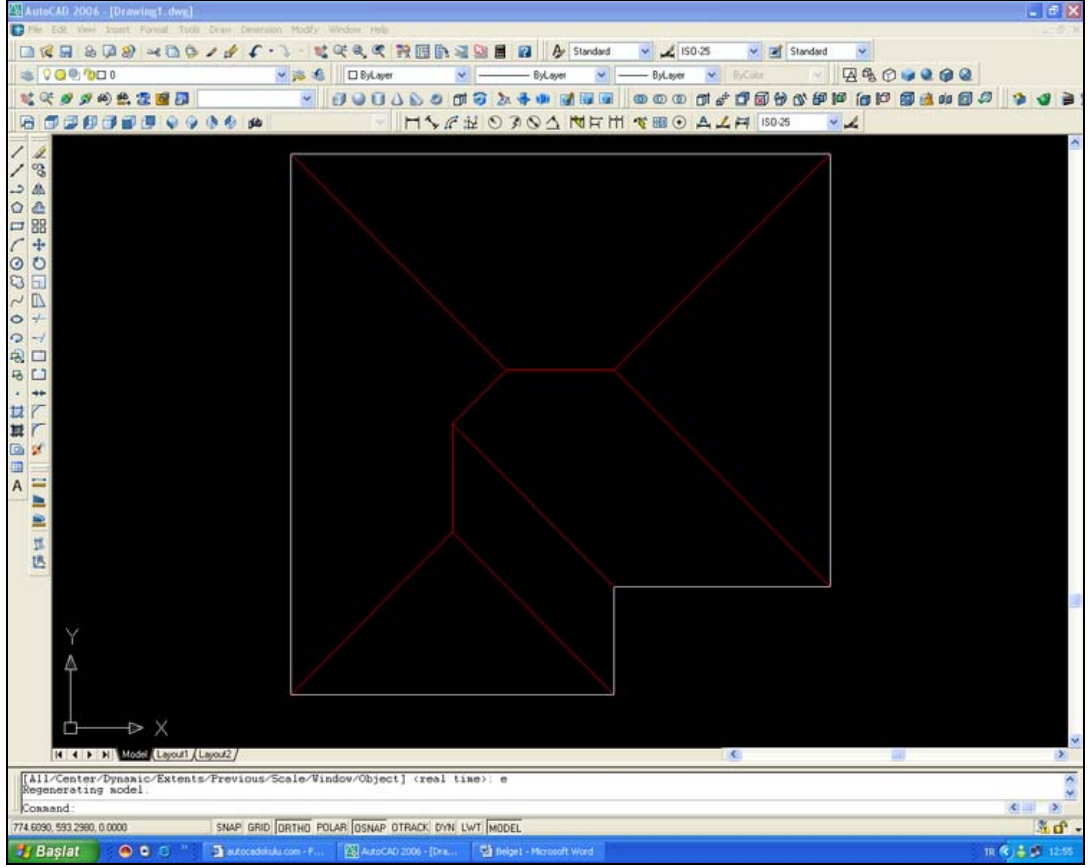 AutoCAD 2006 - [Drawing1.dwg]
File Edit View Insert Format Tools Draw Dimension Modify Window Help
Standard ISO-25 Standard
0 ByLayer ByLayer ByLayer ByColor
ISO-25
A
Y
X
Model Layout1 Layout2
[All/Center/Dynamic/Extents/Previous/Scale/Window/Object] <real time>: e
Regenerating model.
Command:
774.6090, 593.2980, 0.0000 SNAP GRID ORTHO POLAR OSNAP OTRACK DYN LWT MODEL
Başlat autocadokulu.com - F... AutoCAD 2006 - [Dra... Belge1 - Microsoft Word TR 12:55